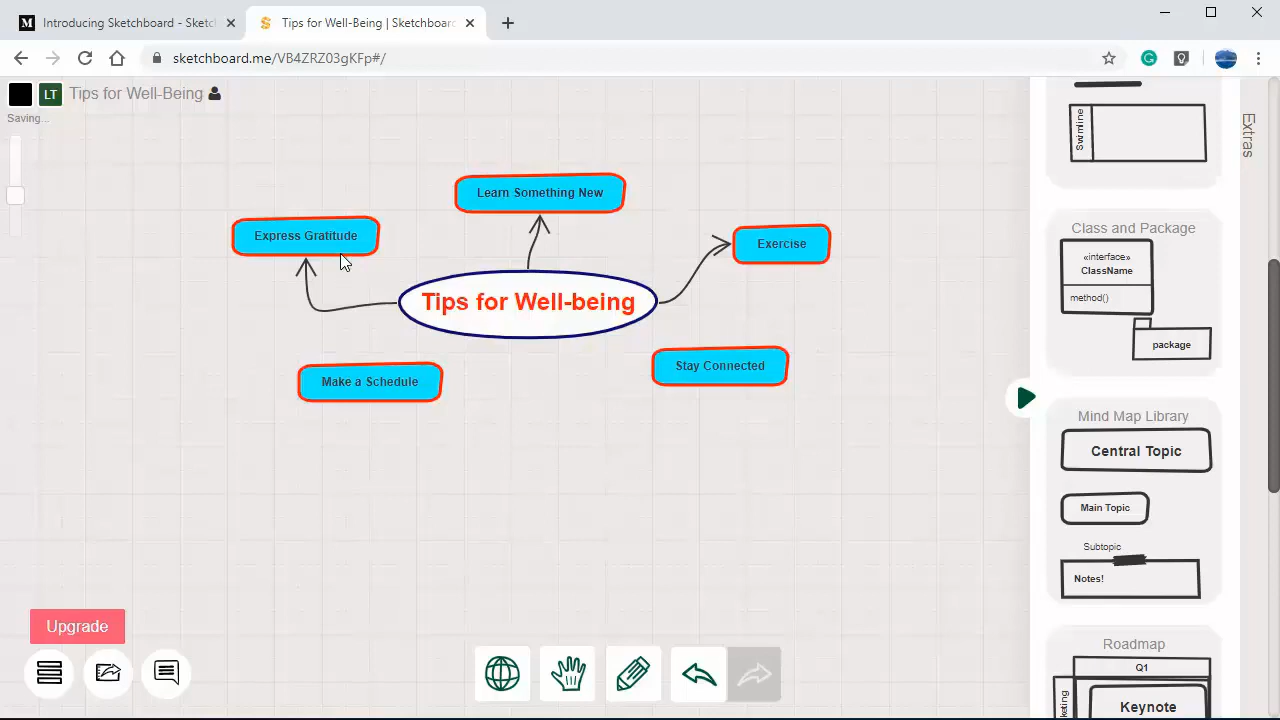 Introducing Sketchboard - Sketc
Tips for Well-Being | Sketchboard
sketchboard.me/VB4ZRZ03gKFp#/
LT
Tips for Well-Being
Saving...
Learn Something New
Express Gratitude
Exercise
Tips for Well-being
Make a Schedule
Stay Connected
Upgrade
Extras
Swimline
Class and Package
«interface»
ClassName
method()
package
Mind Map Library
Central Topic
Main Topic
Subtopic
Notes!
Roadmap
Q1
keting
Keynote